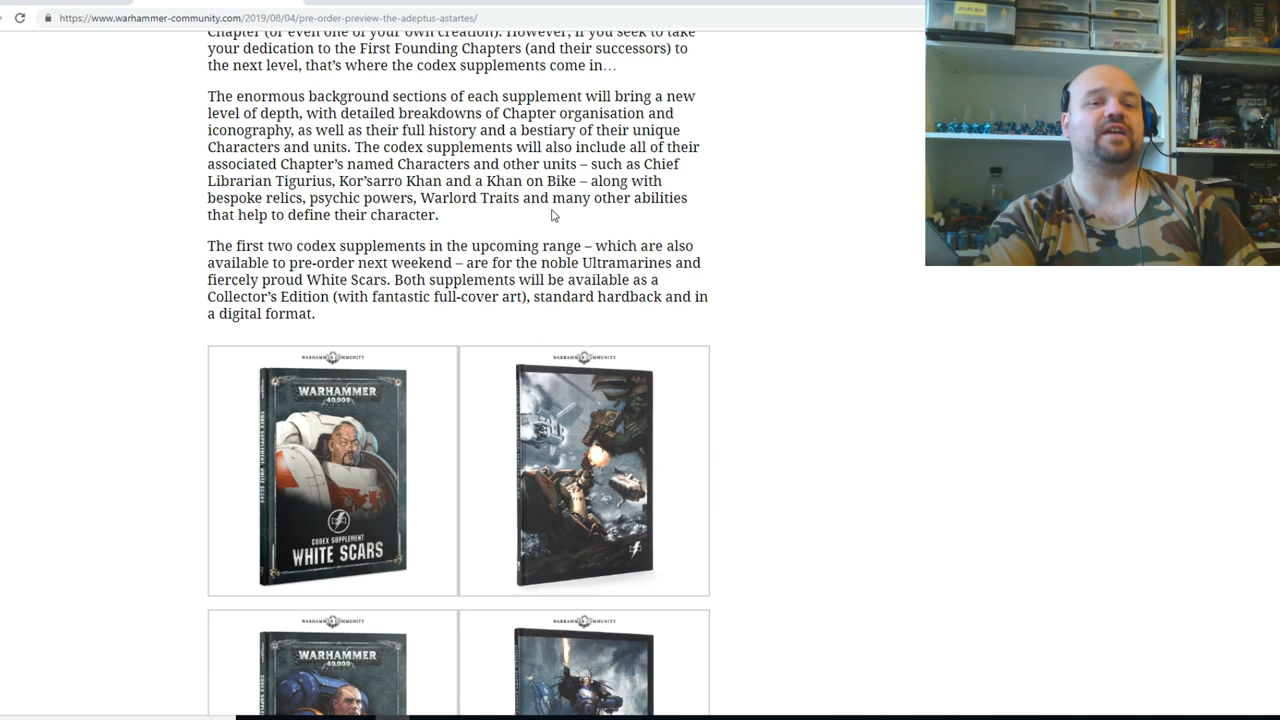 https://www.warhammer-community.com/2019/08/04/pre-order-preview-the-adeptus-astartes/
Chapter (or even one of your own creation). However, if you seek to take
your dedication to the First Founding Chapters (and their successors) to
the next level, that’s where the codex supplements come in…
The enormous background sections of each supplement will bring a new
level of depth, with detailed breakdowns of Chapter organisation and
iconography, as well as their full history and a bestiary of their unique
Characters and units. The codex supplements will also include all of their
associated Chapter’s named Characters and other units – such as Chief
Librarian Tigurius, Kor’sarro Khan and a Khan on Bike – along with
bespoke relics, psychic powers, Warlord Traits and many other abilities
that help to define their character.
The first two codex supplements in the upcoming range – which are also
available to pre-order next weekend – are for the noble Ultramarines and
fiercely proud White Scars. Both supplements will be available as a
Collector’s Edition (with fantastic full-cover art), standard hardback and in
a digital format.
WARHAMMER COMMUNITY
WARHAMMER COMMUNITY
WARHAMMER
40,000
CODEX SUPPLEMENT
WHITE SCARS
CODEX SUPPLEMENT: WHITE SCARS
WARHAMMER COMMUNITY
WARHAMMER COMMUNITY
WARHAMMER
40,000